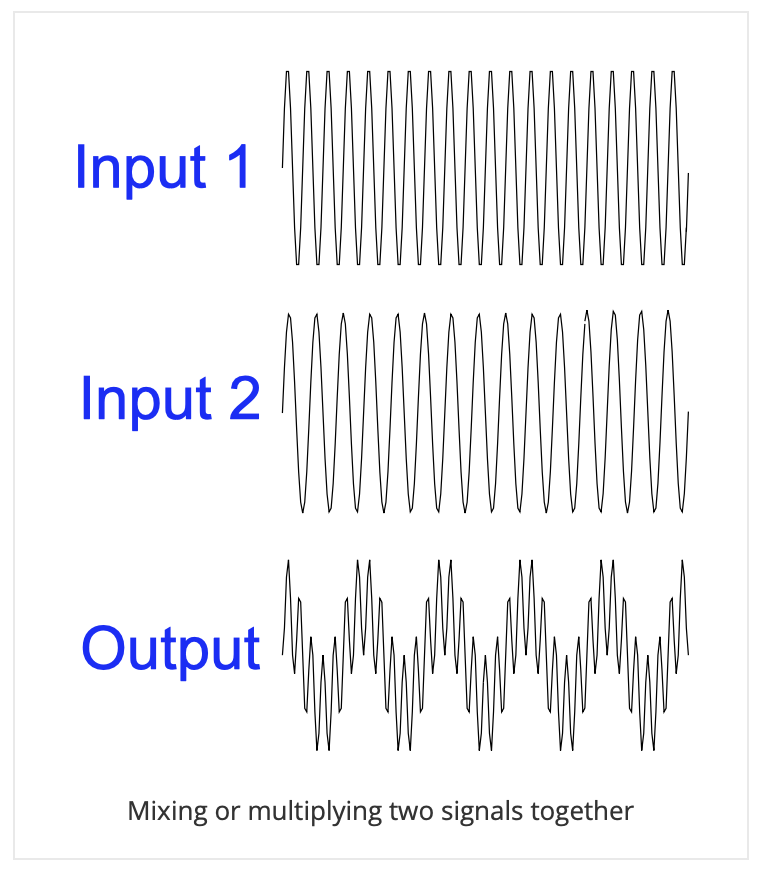 Input 1
Input 2
Output
Mixing or multiplying two signals together